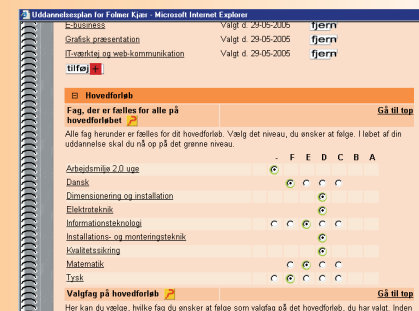 Uddannelsesplan for Folmer Kjær - Microsoft Internet Explorer
E-business Valgt d. 29-05-2005 fjern
Grafisk præsentation Valgt d. 29-05-2005 fjern
IT-værktøj og web-kommunikation Valgt d. 29-05-2005 fjern
tilføj +
Hovedforløb
Fag, der er fælles for alle på hovedforløbet ? Gå til top
Alle fag herunder er fælles for dit hovedforløb. Vælg det niveau, du ønsker at følge. I løbet af din
uddannelse skal du nå op på det grønne niveau.
- F E D C B A
Arbejdsmiljø 2,0 uge
Dansk
Dimensionering og installation
Elektroteknik
Informationsteknologi
Installations- og monteringsteknik
Kvalitetssikring
Matematik
Tysk
Valgfag på hovedforløb ? Gå til top
Her kan du vælge, hvilke fag du ønsker at følge som valgfag på det hovedforløb, du har valgt. Inden